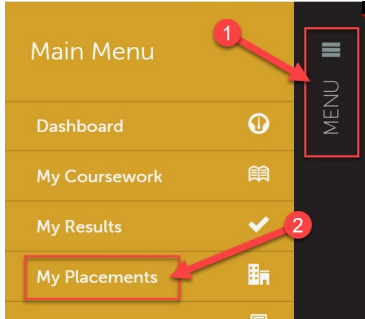 Main Menu
1
MENU
Dashboard
My Coursework
My Results
2
My Placements